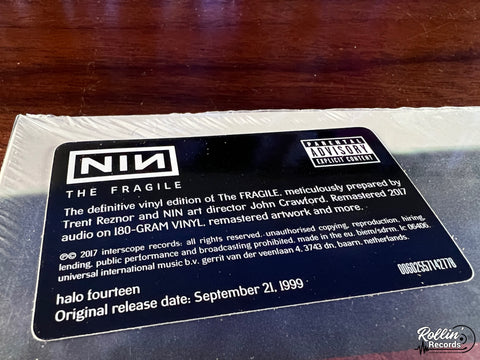 NIN
THE FRAGILE
PARENTAL
ADVISORY
EXPLICIT CONTENT
The definitive vinyl edition of The FRAGILE, meticulously prepared by
Trent Reznor and NIN art director John Crawford. Remastered 2017
audio on 180-GRAM VINYL, remastered artwork and more.
℗© 2017 interscope records: all rights reserved. unauthorised copying, reproduction, hiring,
lending, public performance and broadcasting prohibited. made in the eu. biem/sdrm. lc 06406.
universal international music b.v. gerrit van der veenlaan 4, 3743 dn, baarn, netherlands.
halo fourteen
Original release date: September 21, 1999
00602557142778
Rollin'
Records